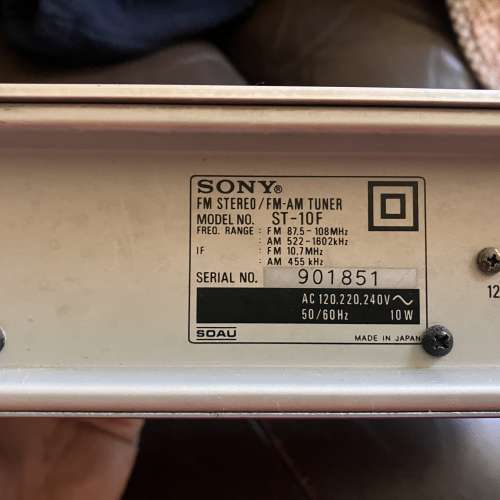 SONY®
FM STEREO/FM-AM TUNER
MODEL NO. ST-10F
FREQ. RANGE : FM 87.5-108MHz
: AM 522-1602kHz
IF : FM 10.7MHz
: AM 455 kHz
SERIAL NO. 901851
AC 120,220,240V ~
50/60Hz 10W
SOAU MADE IN JAPAN
12